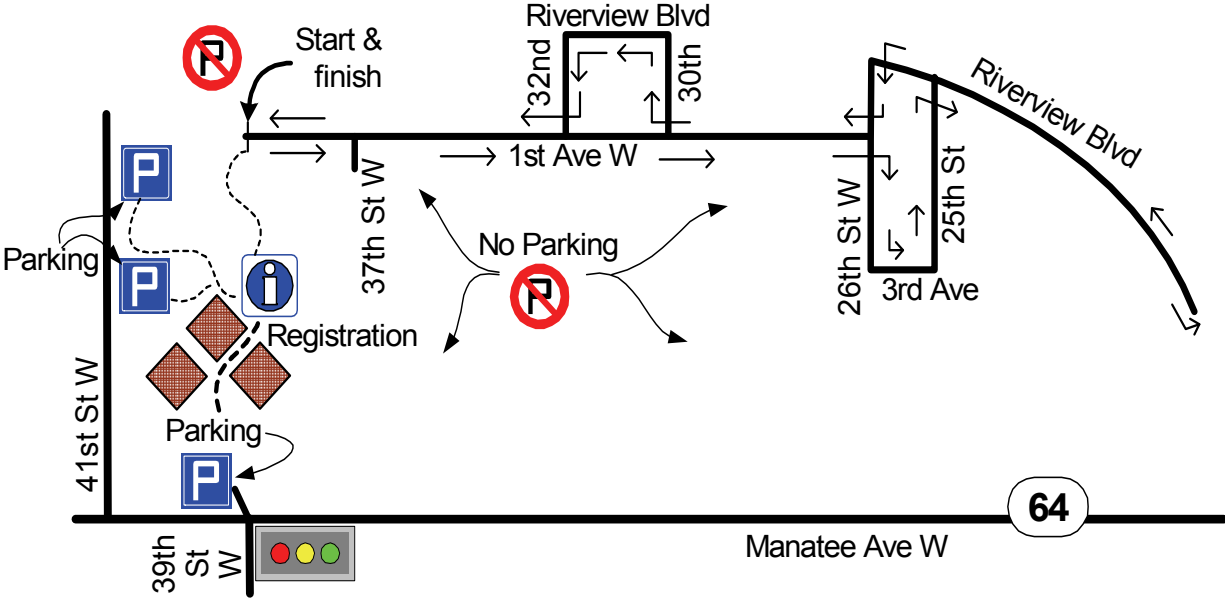 Riverview Blvd
Start &
finish
32nd
30th
Riverview Blvd
1st Ave W
P
P
37th St W
No Parking
25th St
26th St W
Parking
P
P
i
3rd Ave
Registration
41st St W
Parking
P
64
Manatee Ave W
39th
St
W